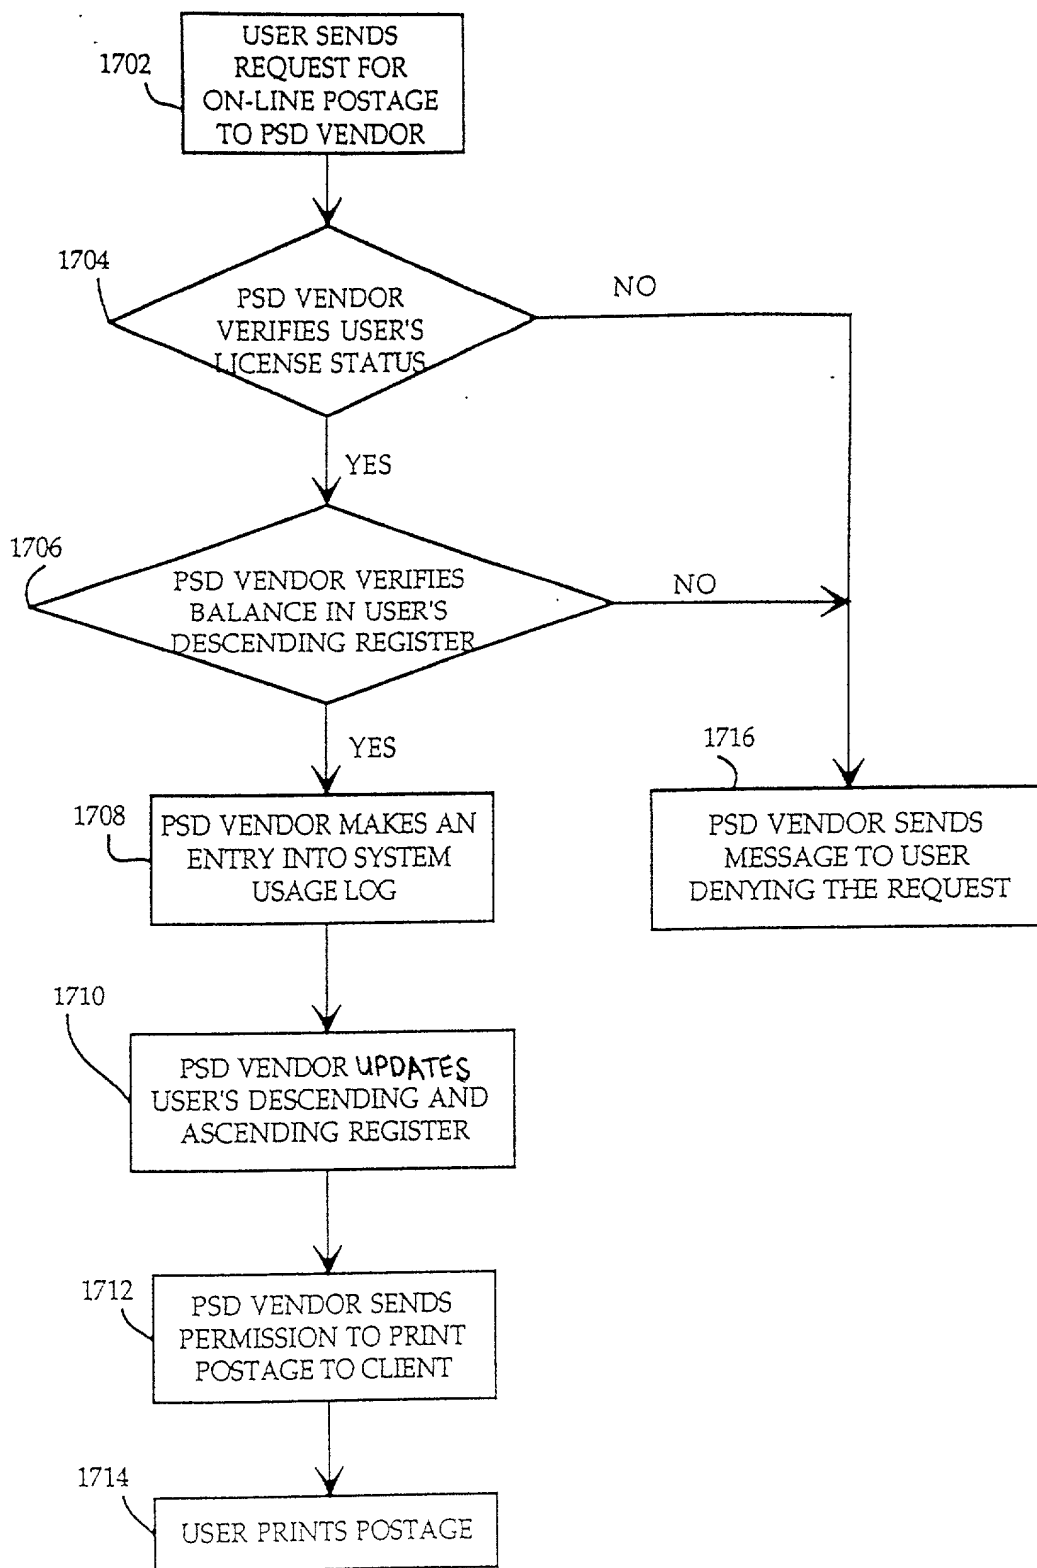 1702
USER SENDS
REQUEST FOR
ON-LINE POSTAGE
TO PSD VENDOR
1704
PSD VENDOR
VERIFIES USER'S
LICENSE STATUS
NO
YES
1706
PSD VENDOR VERIFIES
BALANCE IN USER'S
DESCENDING REGISTER
NO
YES
1708
PSD VENDOR MAKES AN
ENTRY INTO SYSTEM
USAGE LOG
1716
PSD VENDOR SENDS
MESSAGE TO USER
DENYING THE REQUEST
1710
PSD VENDOR UPDATES
USER'S DESCENDING AND
ASCENDING REGISTER
1712
PSD VENDOR SENDS
PERMISSION TO PRINT
POSTAGE TO CLIENT
1714
USER PRINTS POSTAGE